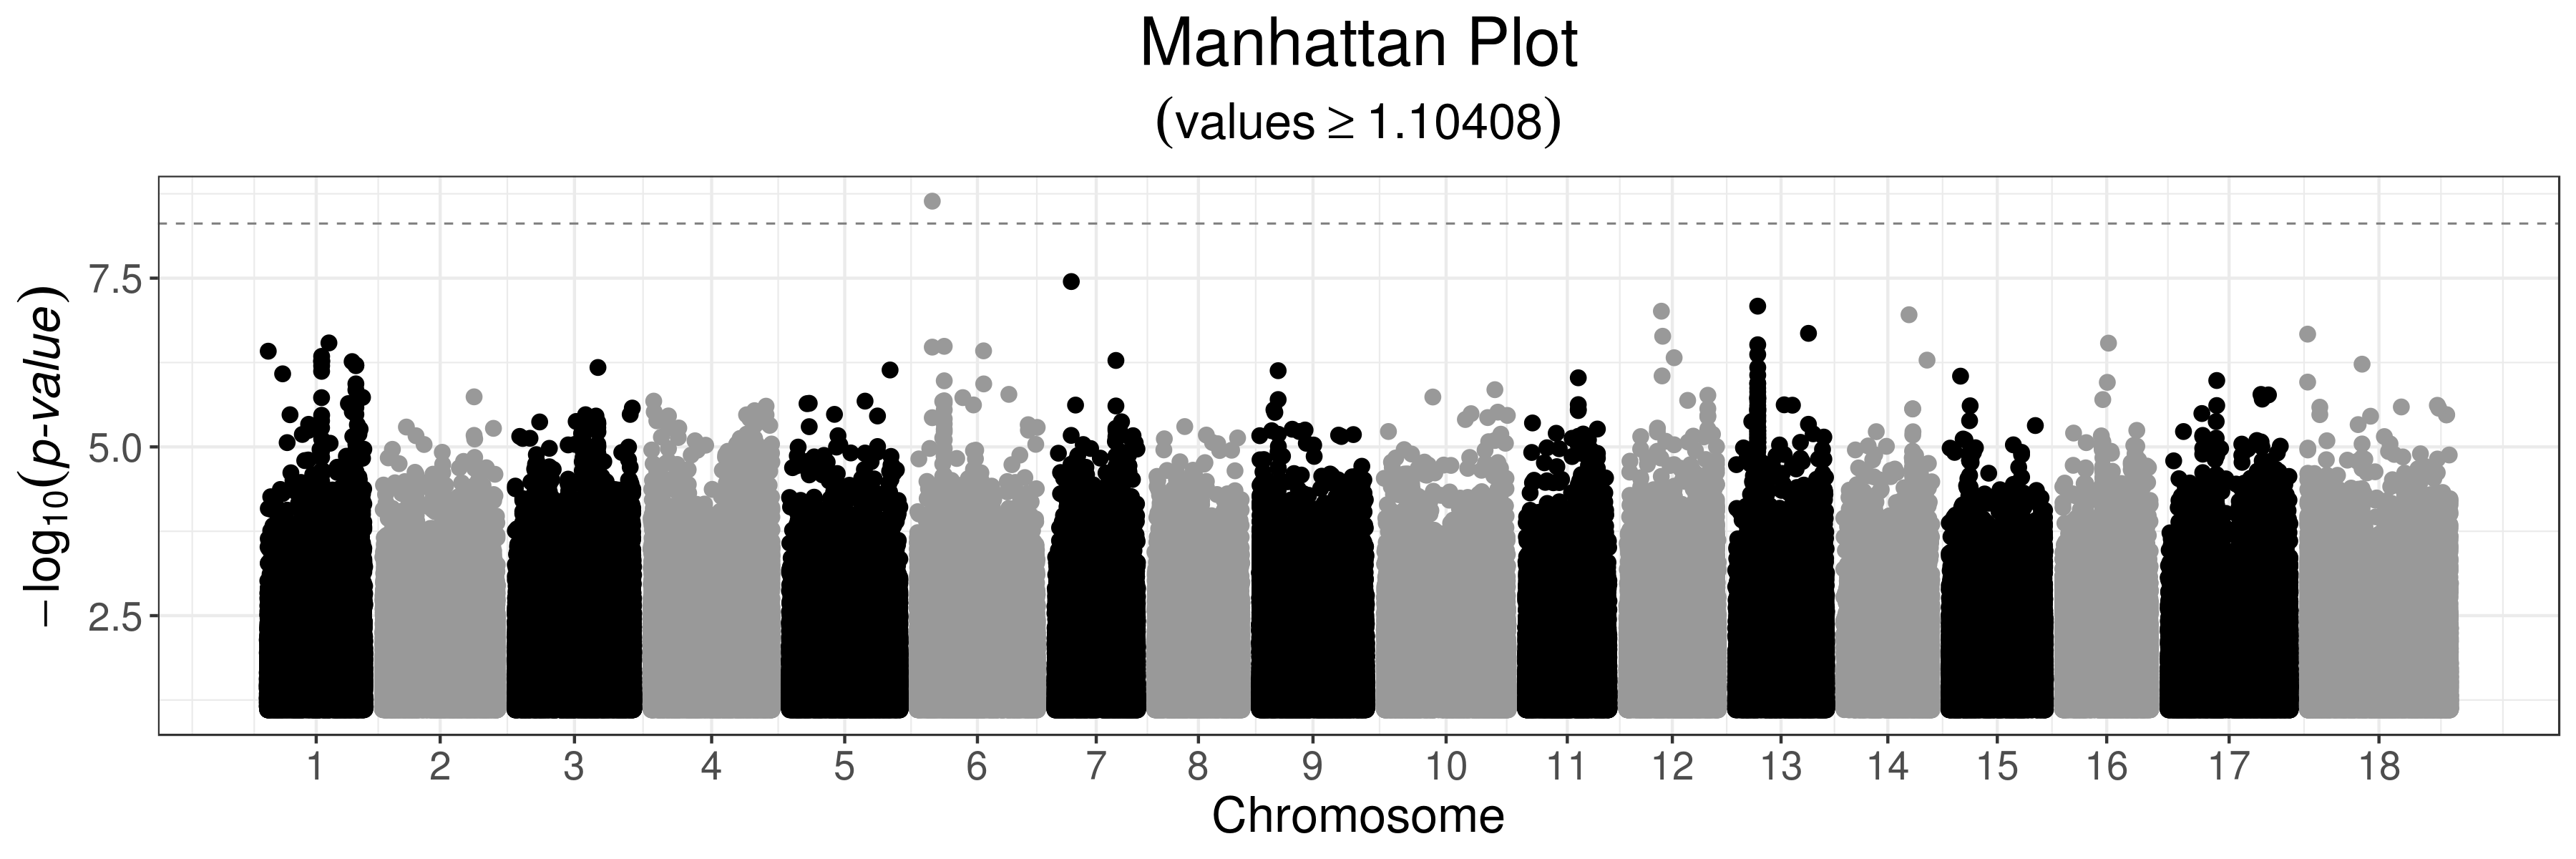 Manhattan Plot
(values ≥ 1.10408)
−log₁₀(p-value)
7.5
5.0
2.5
1 2 3 4 5 6 7 8 9 10 11 12 13 14 15 16 17 18
Chromosome